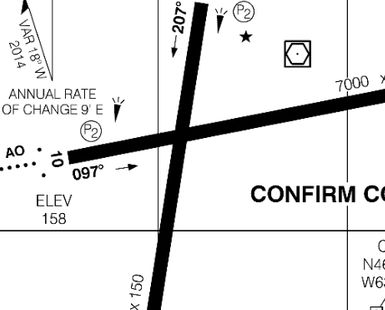 VAR 18° W
2014
ANNUAL RATE
OF CHANGE 9' E
P2
207°
P2
7000 x
AO
10
097°
ELEV
158
CONFIRM CO
x 150
C
N46
W63